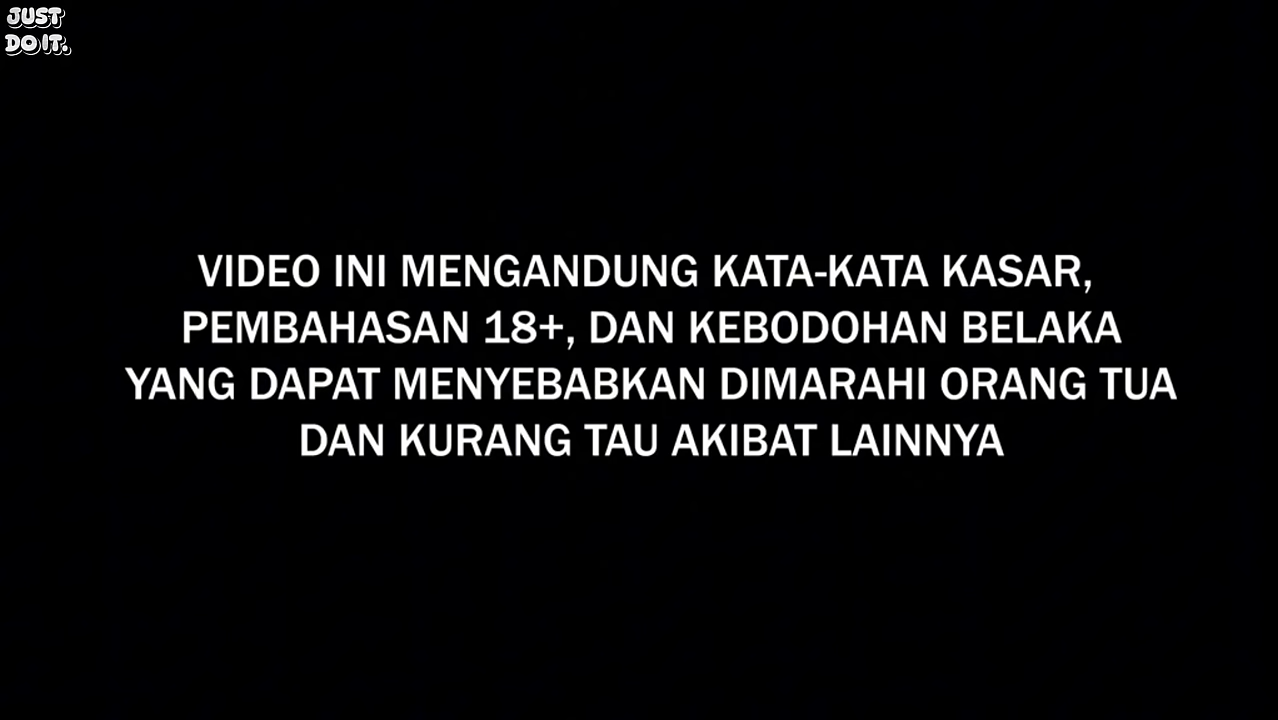 JUST
DO IT.
VIDEO INI MENGANDUNG KATA-KATA KASAR,
PEMBAHASAN 18+, DAN KEBODOHAN BELAKA
YANG DAPAT MENYEBABKAN DIMARAHI ORANG TUA
DAN KURANG TAU AKIBAT LAINNYA